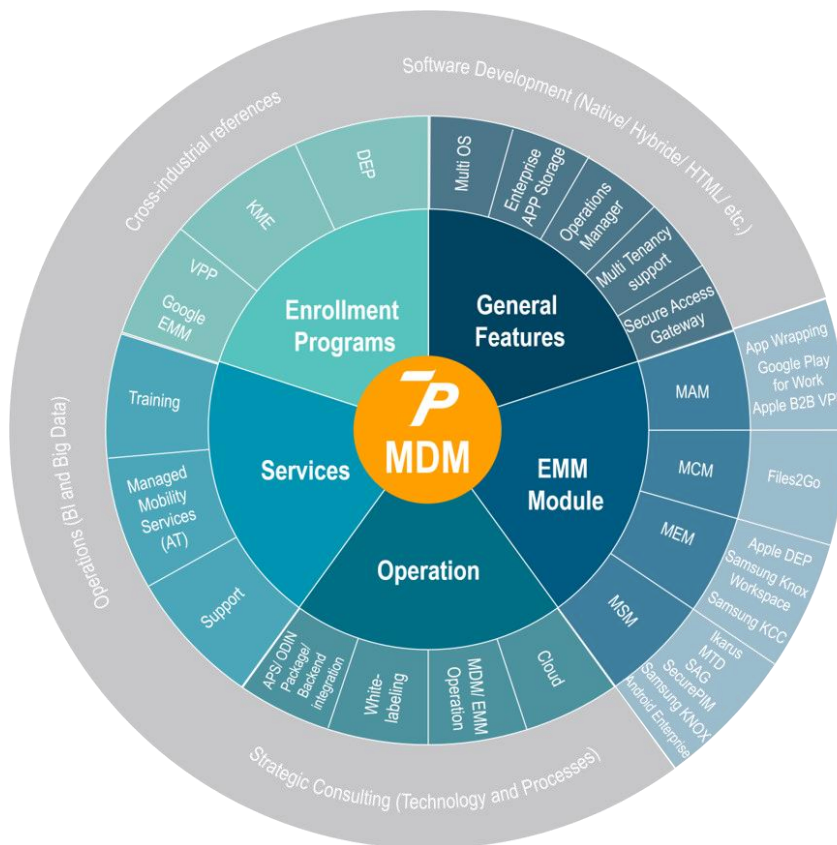 Software Development (Native/ Hybride/ HTML/ etc.)
Cross-industrial references
Operations (BI and Big Data)
Strategic Consulting (Technology and Processes)
DEP
KME
VPP
Google
EMM
Enrollment
Programs
Multi OS
Enterprise
APP Storage
Operations
Manager
Multi Tenancy
support
Secure Access
Gateway
General
Features
7P
MDM
EMM
Module
MAM
MCM
MEM
MSM
App Wrapping
Google Play
for Work
Apple B2B VP
Files2Go
Apple DEP
Samsung Knox
Workspace
Samsung KCC
Ikarus
MTD
SAG
SecurePIM
Samsung KNOX
Android Enterprise
Operation
Cloud
MDM/ EMM
Operation
White-
labeling
APS/ ODIN
Package/
Backend
integration
Services
Training
Managed
Mobility
Services
(AT)
Support